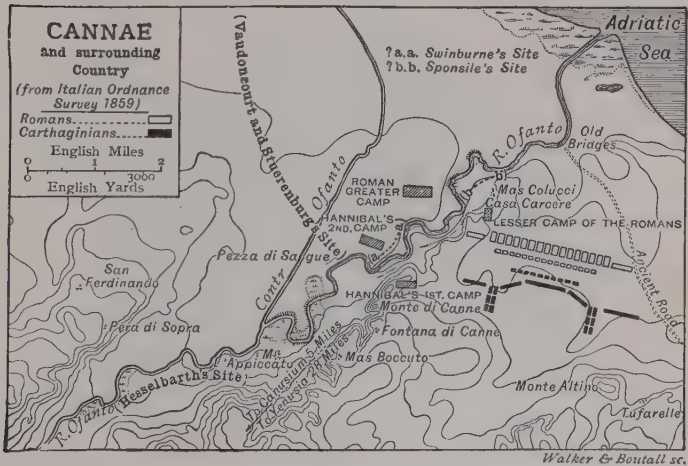 CANNAE
and surrounding
Country
(from Italian Ordnance
Survey 1859)
Romans
Carthaginians
English Miles
0 1 2
0 3000
English Yards
(Vaudoncourt and Stuerenburg's Site)
? a.a. Swinburne's Site
? b.b. Sponsile's Site
Adriatic
Sea
R. Ofanto
Old
Bridges
Contr Ofanto
ROMAN
GREATER
CAMP
HANNIBAL'S
2ND. CAMP
a
a
b
b
Mas Colucci
Casa Carcere
LESSER CAMP OF THE ROMANS
Ancient Road
Pezza di Sangue
San
Ferdinando
Pera di Sopra
HANNIBAL'S 1ST. CAMP
Monte di Canne
Fontana di Canne
Mas Boccuto
Appiccato
To Canusium 5 Miles
To Venusia 28 Miles
R. Ofanto (Hesselbarth's Site)
Monte Altino
Tufarelle
Walker & Boutall sc.